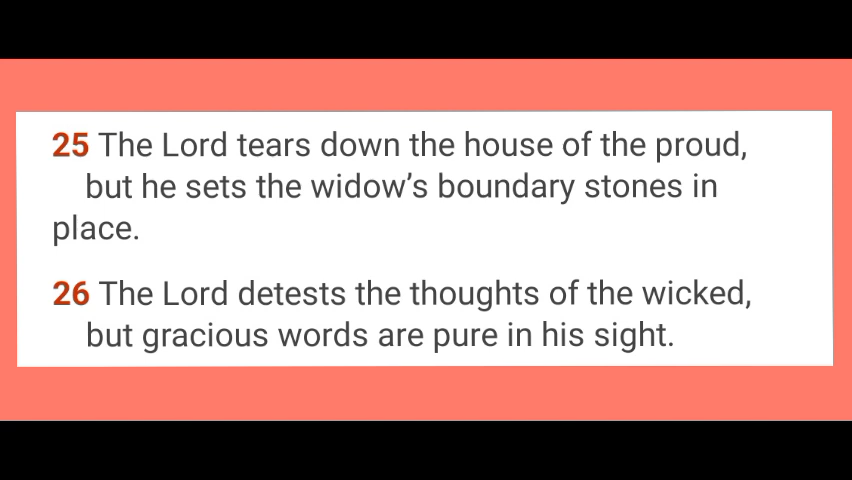 25 The Lord tears down the house of the proud,
but he sets the widow’s boundary stones in
place.
26 The Lord detests the thoughts of the wicked,
but gracious words are pure in his sight.